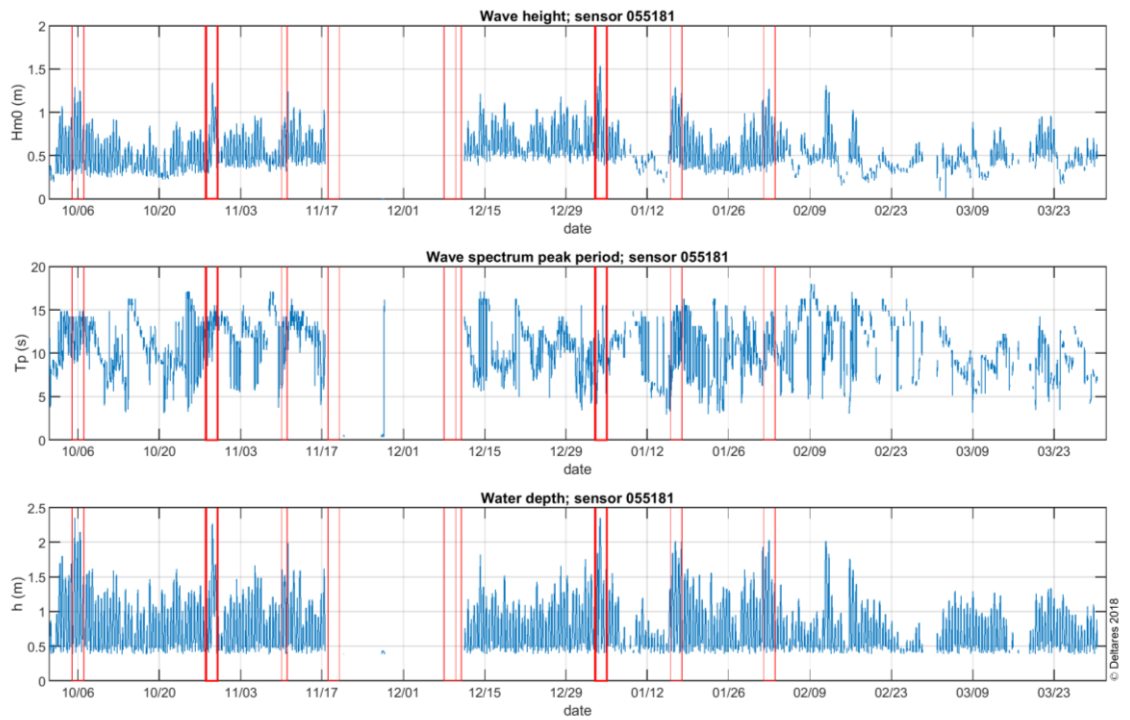 Wave height; sensor 055181
2
1.5
1
0.5
0
Hm0 (m)
10/06 10/20 11/03 11/17 12/01 12/15 12/29 01/12 01/26 02/09 02/23 03/09 03/23
date
Wave spectrum peak period; sensor 055181
20
15
10
5
0
Tp (s)
10/06 10/20 11/03 11/17 12/01 12/15 12/29 01/12 01/26 02/09 02/23 03/09 03/23
date
Water depth; sensor 055181
2.5
2
1.5
1
0.5
0
h (m)
10/06 10/20 11/03 11/17 12/01 12/15 12/29 01/12 01/26 02/09 02/23 03/09 03/23
date
© Deltares 2018